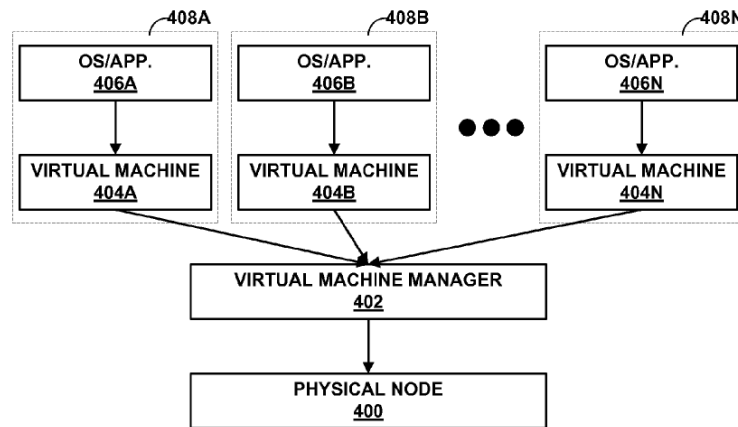 408A
408B
408N
OS/APP.
406A
OS/APP.
406B
OS/APP.
406N
VIRTUAL MACHINE
404A
VIRTUAL MACHINE
404B
VIRTUAL MACHINE
404N
VIRTUAL MACHINE MANAGER
402
PHYSICAL NODE
400